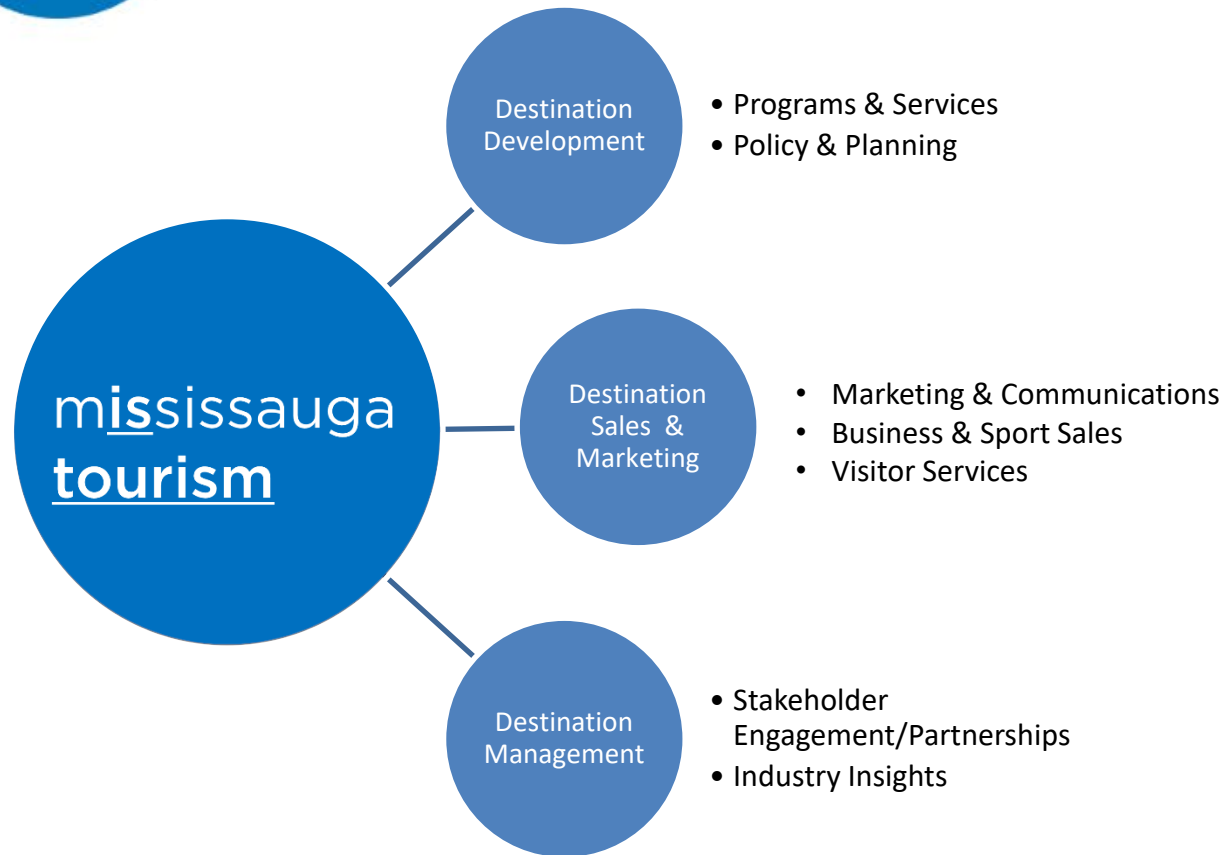 Destination
Development
• Programs & Services
• Policy & Planning
mississauga
tourism
Destination
Sales &
Marketing
• Marketing & Communications
• Business & Sport Sales
• Visitor Services
Destination
Management
• Stakeholder
Engagement/Partnerships
• Industry Insights